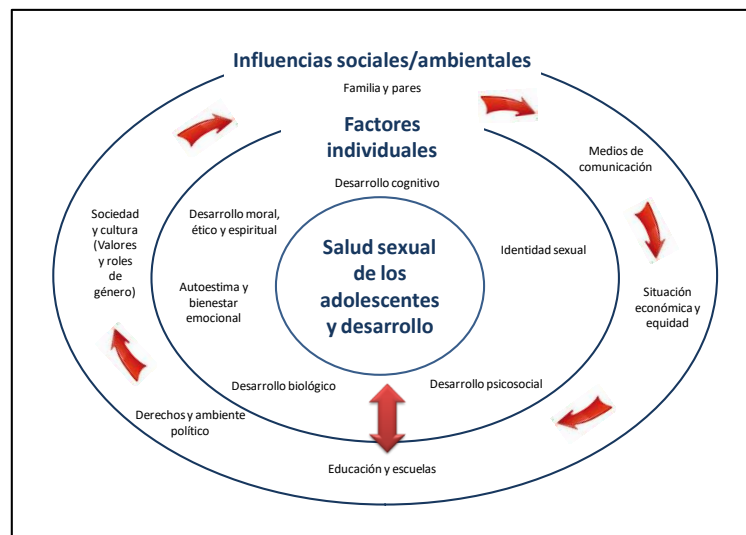 Influencias sociales/ambientales
Familia y pares
Factores
individuales
Medios de
comunicación
Desarrollo cognitivo
Sociedad
y cultura
(Valores
y roles
de
género)
Desarrollo moral,
ético y espiritual
Salud sexual
de los
adolescentes
y desarrollo
Identidad sexual
Autoestima y
bienestar
emocional
Situación
económica y
equidad
Desarrollo biológico
Desarrollo psicosocial
Derechos y ambiente
político
Educación y escuelas